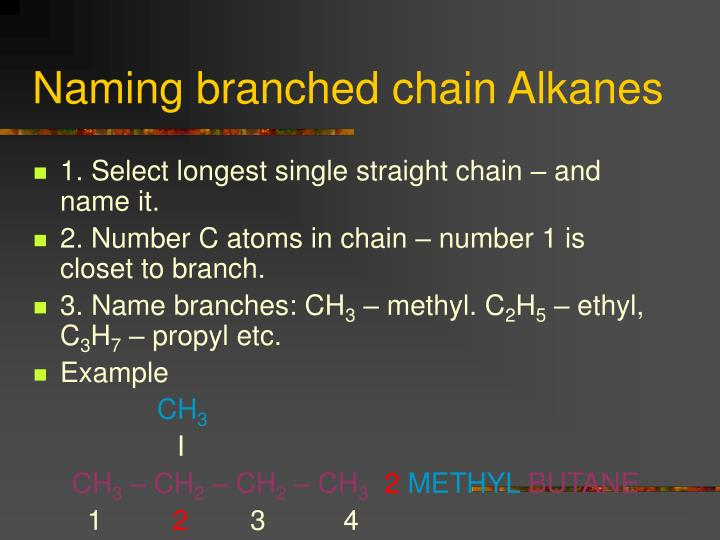 Naming branched chain Alkanes
1. Select longest single straight chain – and
name it.
2. Number C atoms in chain – number 1 is
closet to branch.
3. Name branches: CH₃ – methyl. C₂H₅ – ethyl,
C₃H₇ – propyl etc.
Example
CH₃
l
CH₃ – CH₂ – CH₂ – CH₃ 2 METHYL BUTANE
1 2 3 4